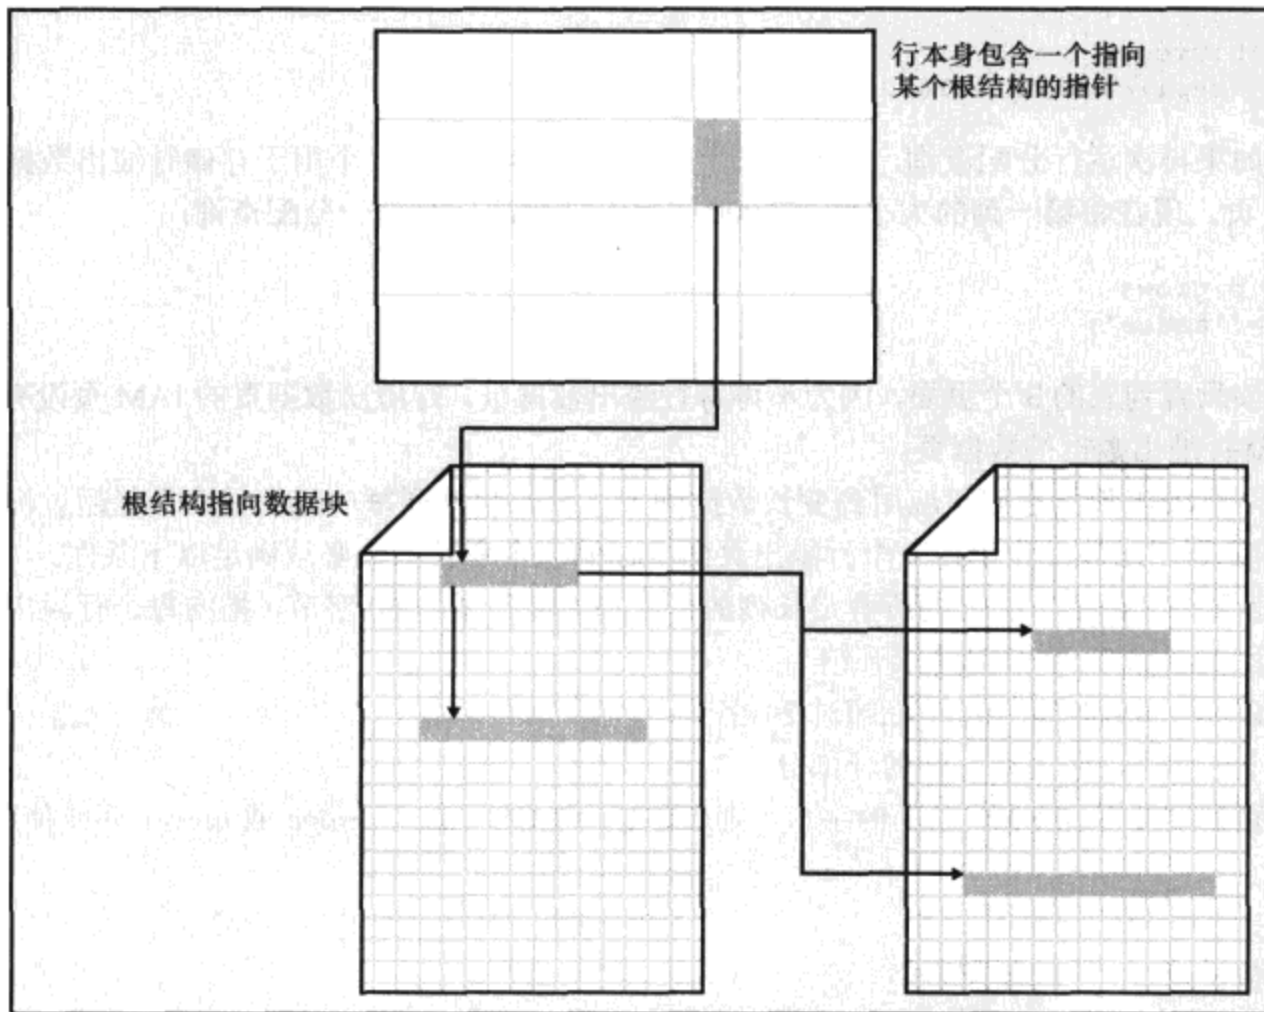 行本身包含一个指向
某个根结构的指针
根结构指向数据块